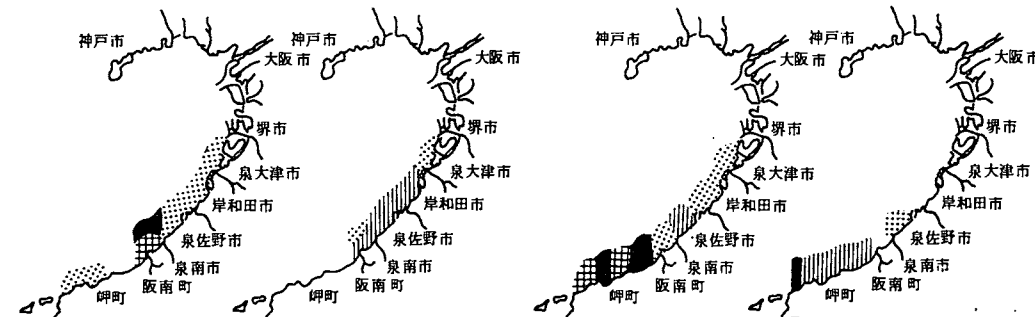 神戸市
大阪市
堺市
泉大津市
岸和田市
泉佐野市
泉南市
阪南町
岬町
神戸市
大阪市
堺市
泉大津市
岸和田市
泉佐野市
泉南市
阪南町
岬町
神戸市
大阪市
堺市
泉大津市
岸和田市
泉佐野市
泉南市
阪南町
岬町
神戸市
大阪市
堺市
泉大津市
岸和田市
泉佐野市
泉南市
阪南町
岬町